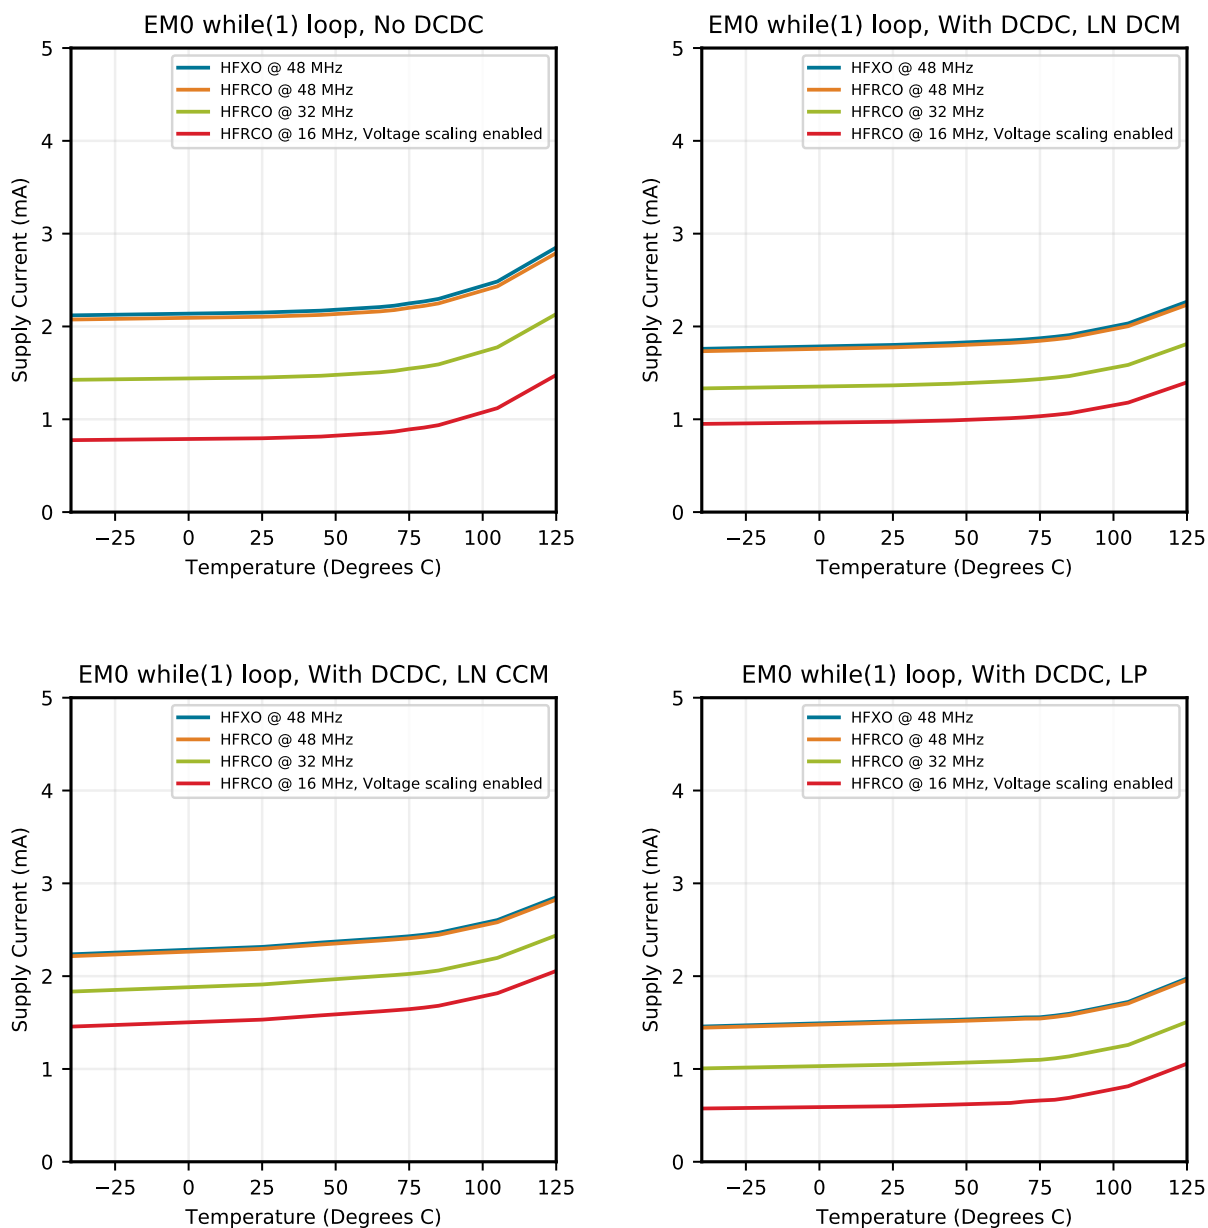 EM0 while(1) loop, No DCDC
HFXO @ 48 MHz
HFRCO @ 48 MHz
HFRCO @ 32 MHz
HFRCO @ 16 MHz, Voltage scaling enabled
Supply Current (mA)
5
4
3
2
1
0
−25 0 25 50 75 100 125
Temperature (Degrees C)
EM0 while(1) loop, With DCDC, LN DCM
HFXO @ 48 MHz
HFRCO @ 48 MHz
HFRCO @ 32 MHz
HFRCO @ 16 MHz, Voltage scaling enabled
Supply Current (mA)
5
4
3
2
1
0
−25 0 25 50 75 100 125
Temperature (Degrees C)
EM0 while(1) loop, With DCDC, LN CCM
HFXO @ 48 MHz
HFRCO @ 48 MHz
HFRCO @ 32 MHz
HFRCO @ 16 MHz, Voltage scaling enabled
Supply Current (mA)
5
4
3
2
1
0
−25 0 25 50 75 100 125
Temperature (Degrees C)
EM0 while(1) loop, With DCDC, LP
HFXO @ 48 MHz
HFRCO @ 48 MHz
HFRCO @ 32 MHz
HFRCO @ 16 MHz, Voltage scaling enabled
Supply Current (mA)
5
4
3
2
1
0
−25 0 25 50 75 100 125
Temperature (Degrees C)